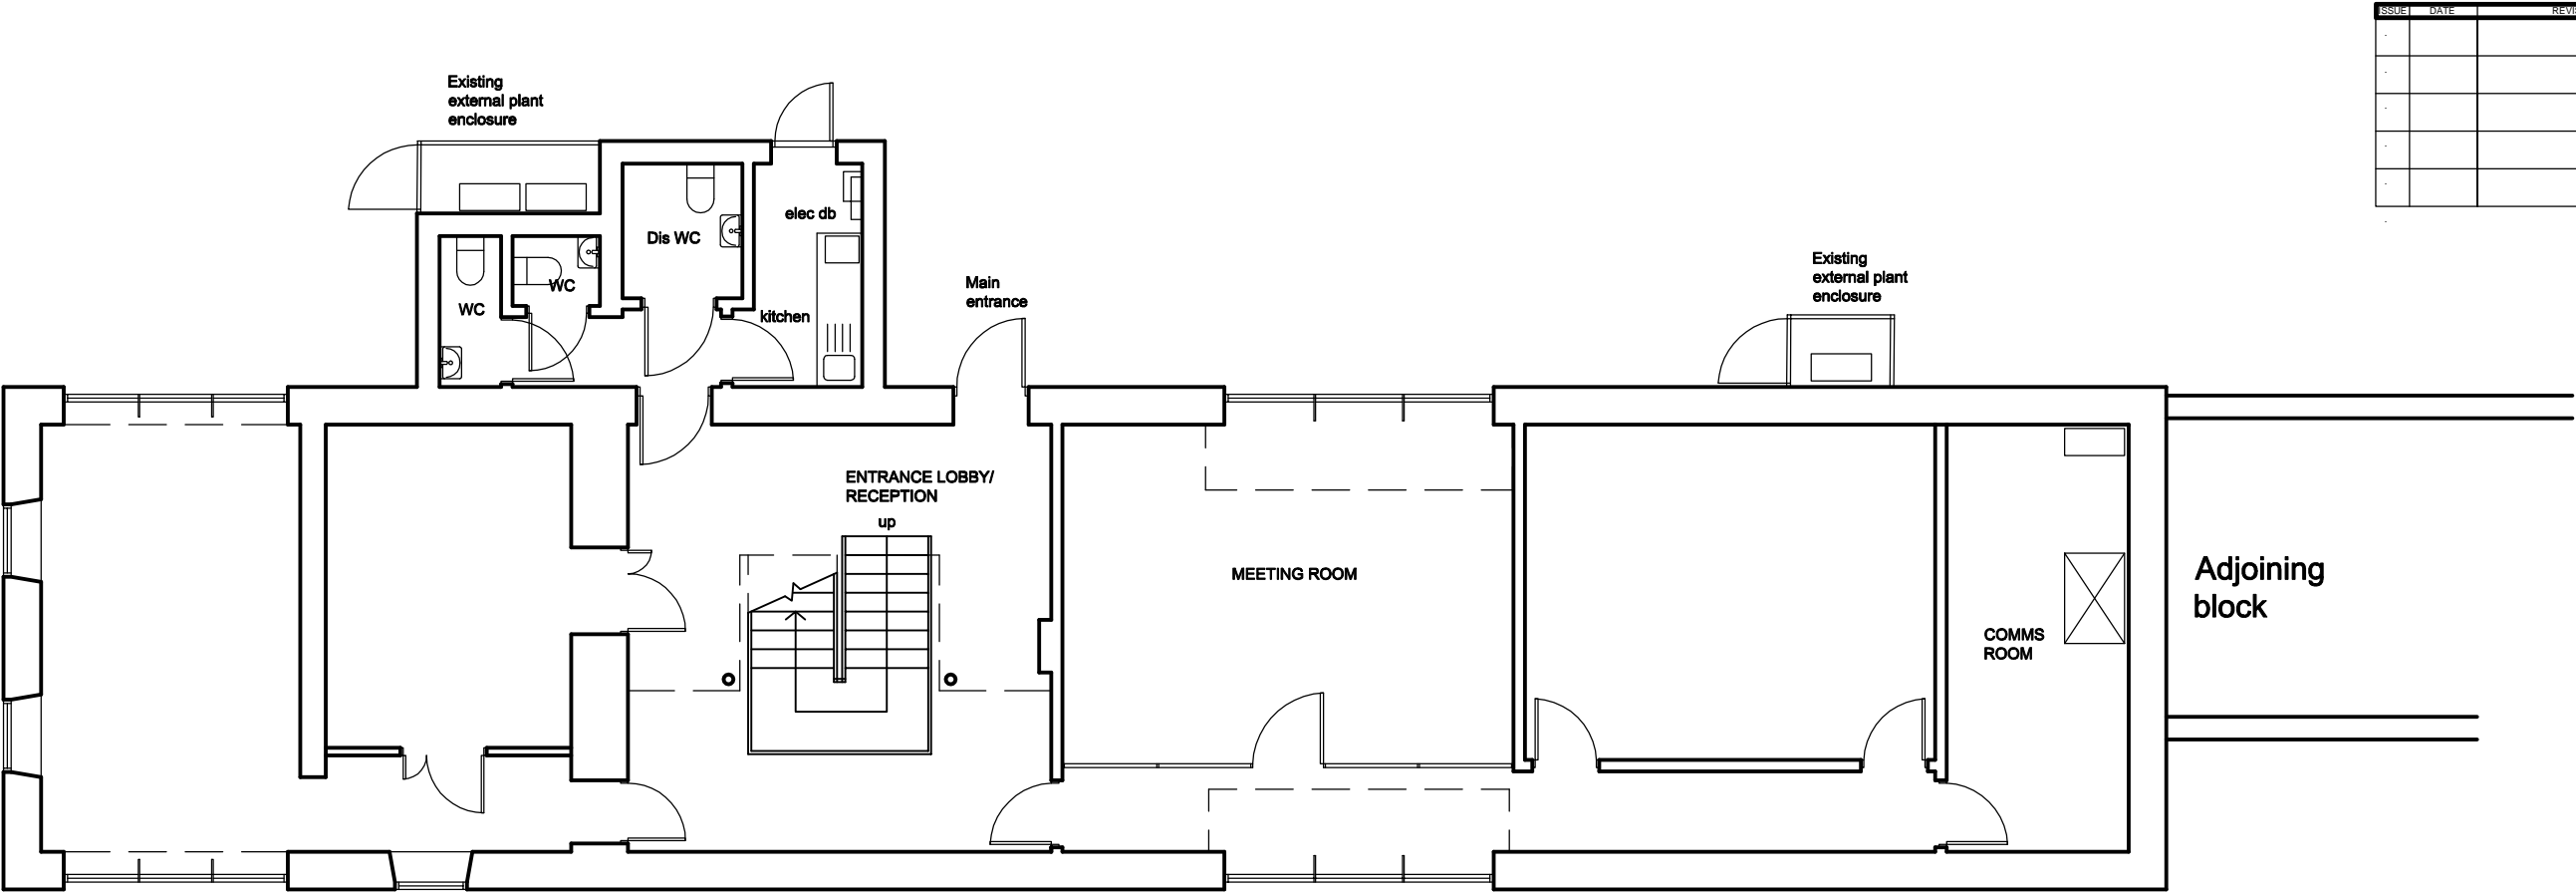 ISSUE DATE
Existing
external plant
enclosure
elec db
Dis WC
WC
WC
kitchen
Main
entrance
Existing
external plant
enclosure
ENTRANCE LOBBY/
RECEPTION
up
MEETING ROOM
COMMS
ROOM
Adjoining
block